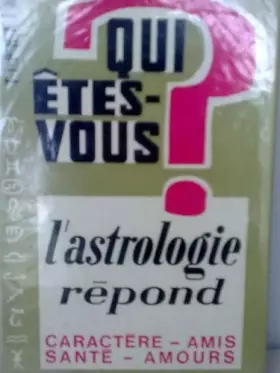 QUI
ÊTES-
VOUS
?
l'astrologie
répond
CARACTÈRE - AMIS
SANTÉ - AMOURS